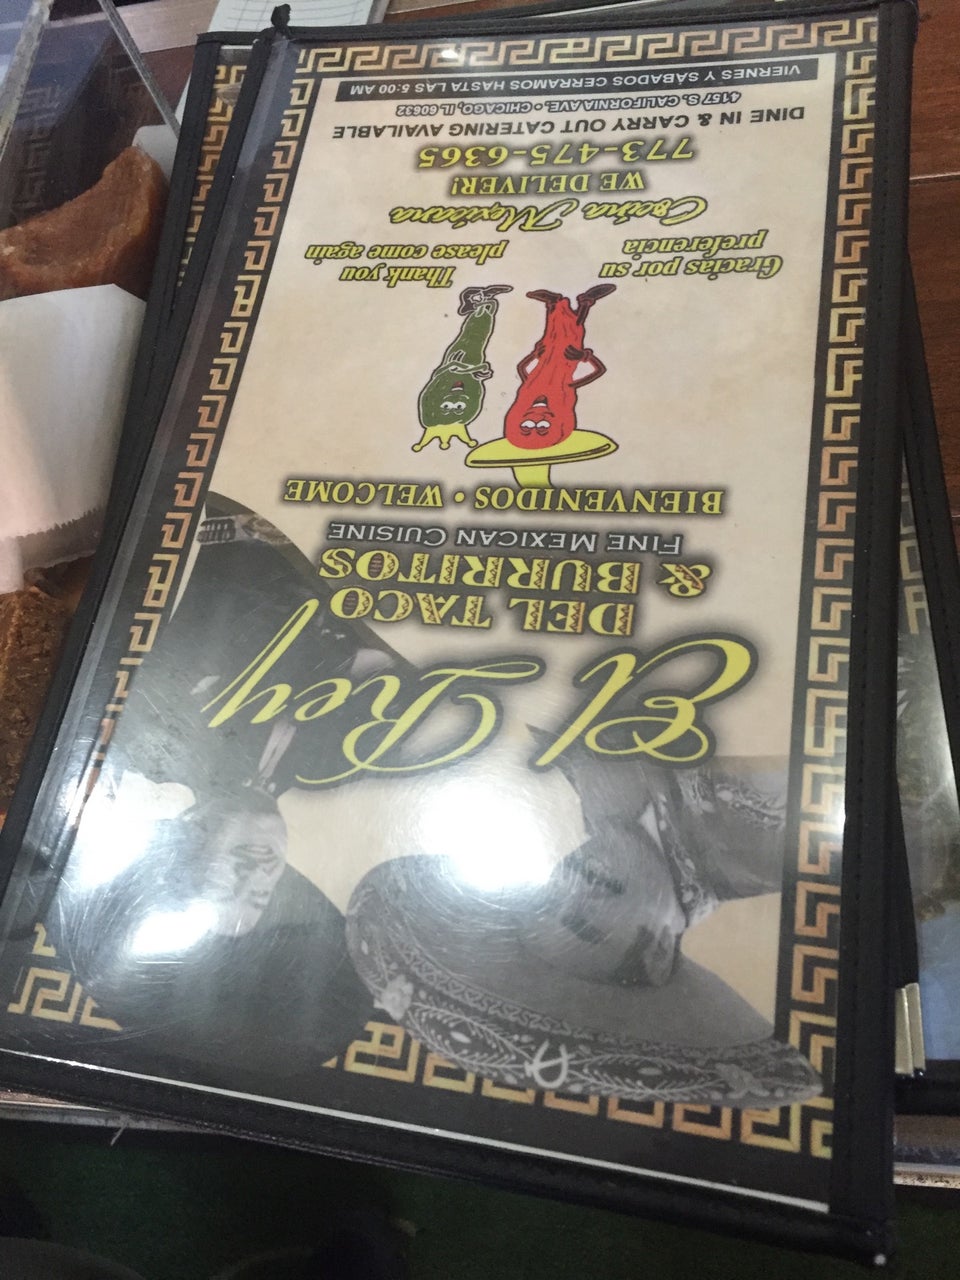 El Rey
DEL TACO
& BURRITOS
FINE MEXICAN CUISINE
BIENVENIDOS • WELCOME
Gracias por su
preferencia
Thank you
please come again
Cocina Mexicana
WE DELIVER!
773-475-6365
DINE IN & CARRY OUT CATERING AVAILABLE
4157 S. CALIFORNIA AVE. • CHICAGO, IL 60632
VIERNES Y SABADOS CERRAMOS HASTA LAS 5:00 AM